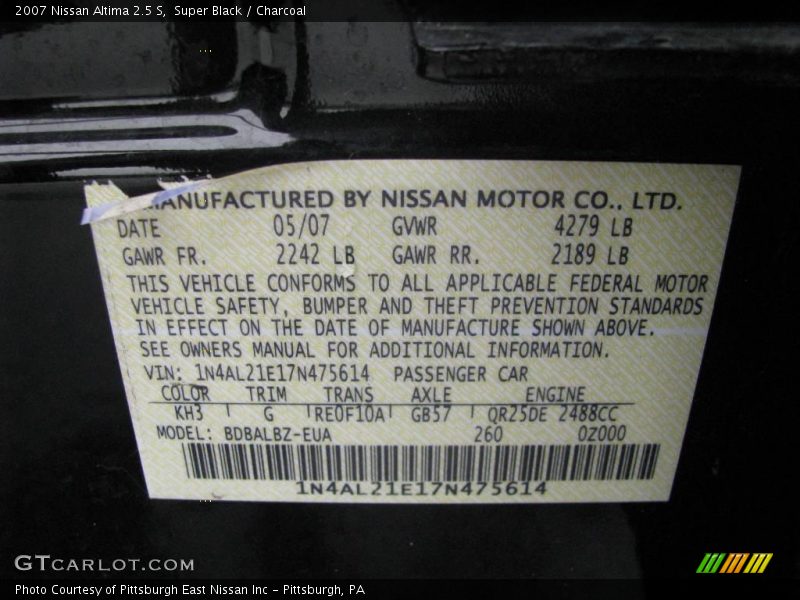 2007 Nissan Altima 2.5 S, Super Black / Charcoal
MANUFACTURED BY NISSAN MOTOR CO., LTD.
DATE 05/07 GVWR 4279 LB
GAWR FR. 2242 LB GAWR RR. 2189 LB
THIS VEHICLE CONFORMS TO ALL APPLICABLE FEDERAL MOTOR
VEHICLE SAFETY, BUMPER AND THEFT PREVENTION STANDARDS
IN EFFECT ON THE DATE OF MANUFACTURE SHOWN ABOVE.
SEE OWNERS MANUAL FOR ADDITIONAL INFORMATION.
VIN: 1N4AL21E17N475614 PASSENGER CAR
COLOR TRIM TRANS AXLE ENGINE
KH3 G RE0F10A GB57 QR25DE 2488CC
MODEL: BDBALBZ-EUA 260 0Z000
1N4AL21E17N475614
GTCARLOT.COM
Photo Courtesy of Pittsburgh East Nissan Inc - Pittsburgh, PA